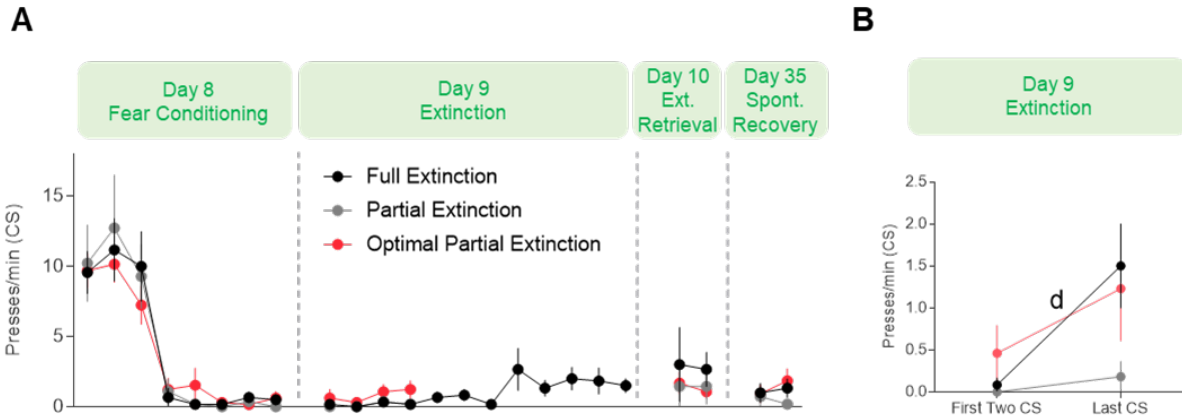 A
B
Day 8
Fear Conditioning
Day 9
Extinction
Day 10
Ext.
Retrieval
Day 35
Spont.
Recovery
Day 9
Extinction
Presses/min (CS)
15
10
5
0
Full Extinction
Partial Extinction
Optimal Partial Extinction
Presses/min (CS)
2.5
2.0
1.5
1.0
0.5
0.0
d
First Two CS
Last CS